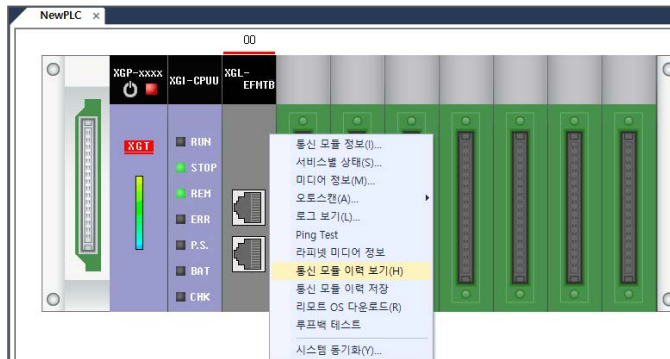 NewPLC ×
00
XGP-xxxx
XGI-CPUU
XGL-
EFMTB
XGT
RUN
STOP
REM
ERR
P.S.
BAT
CHK
통신 모듈 정보(I)...
서비스별 상태(S)...
미디어 정보(M)...
오토스캔(A)...
로그 보기(L)...
Ping Test
라피넷 미디어 정보
통신 모듈 이력 보기(H)
통신 모듈 이력 저장
리모트 OS 다운로드(R)
루프백 테스트
시스템 동기화(Y)...